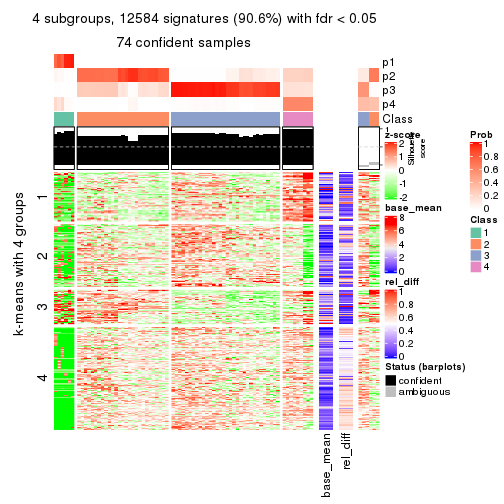 4 subgroups, 12584 signatures (90.6%) with fdr < 0.05
74 confident samples
p1
p2
p3
p4
Class
1
Silhouette
score
z-score
2
1
0
-1
-2
Prob
1
0.8
0.6
0.4
0.2
0
base_mean
8
6
4
2
0
Class
1
2
3
4
rel_diff
1
0.8
0.6
0.4
0.2
0
Status (barplots)
confident
ambiguous
k-means with 4 groups
1
2
3
4
base_mean
rel_diff